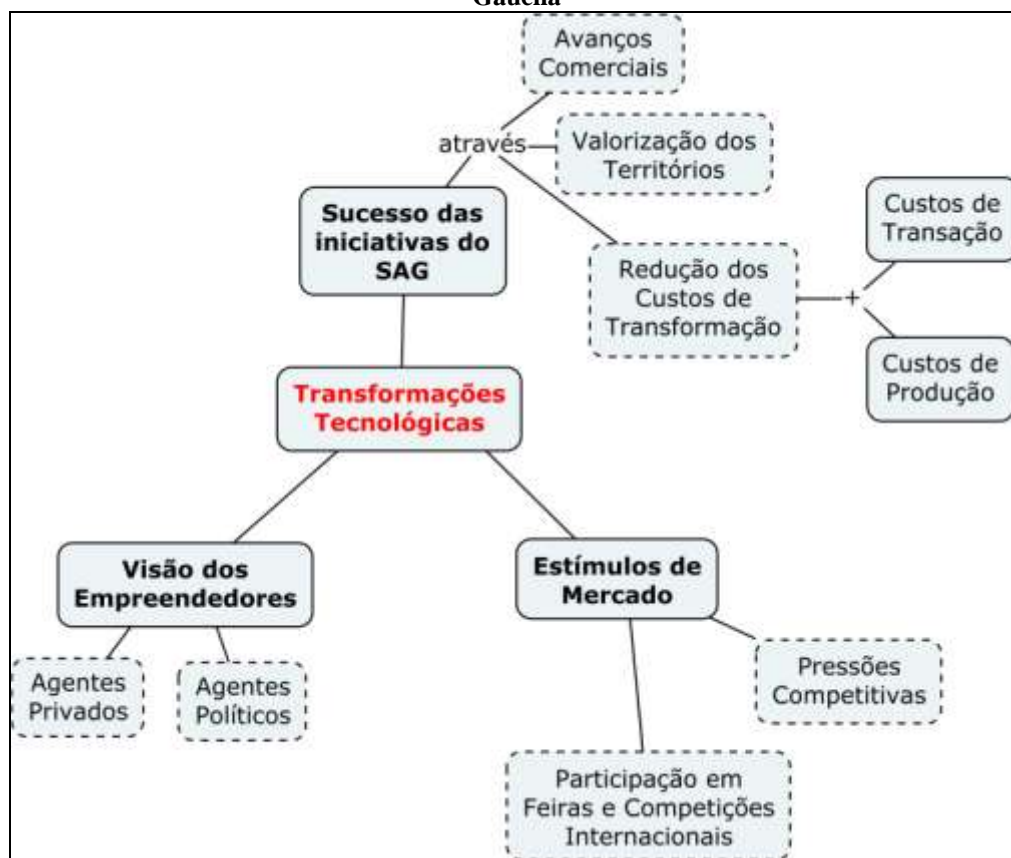 Gaúcha
Avanços
Comerciais
através
Valorização dos
Territórios
Sucesso das
iniciativas do
SAG
Custos de
Transação
Redução dos
Custos de
Transformação
+
Custos de
Produção
Transformações
Tecnológicas
Visão dos
Empreendedores
Estímulos de
Mercado
Agentes
Privados
Agentes
Políticos
Pressões
Competitivas
Participação em
Feiras e Competições
Internacionais